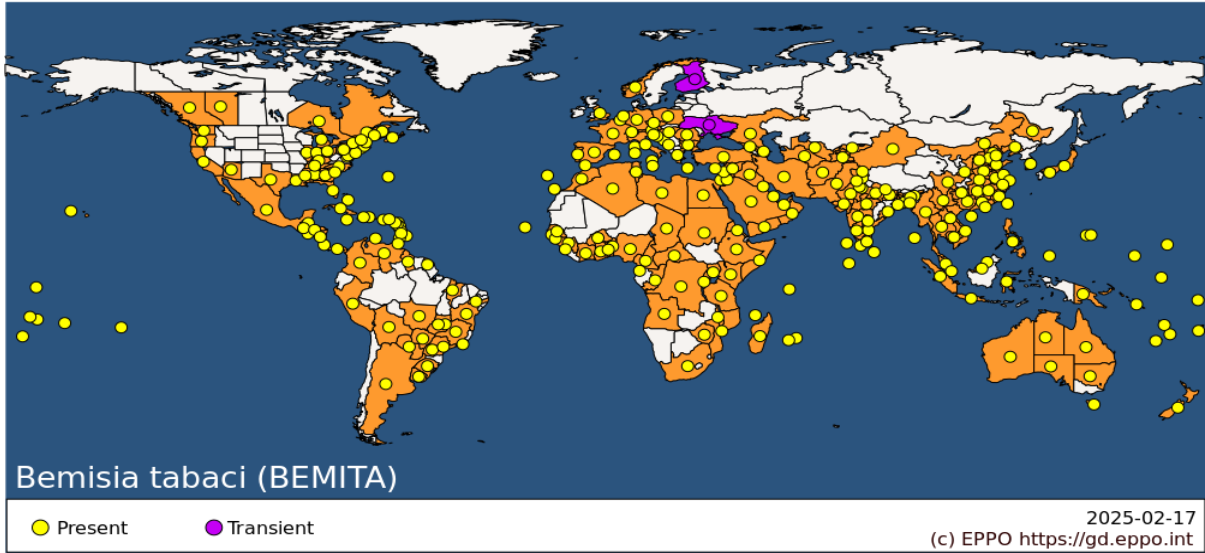 Bemisia tabaci (BEMITA)
Present
Transient
2025-02-17
(c) EPPO https://gd.eppo.int